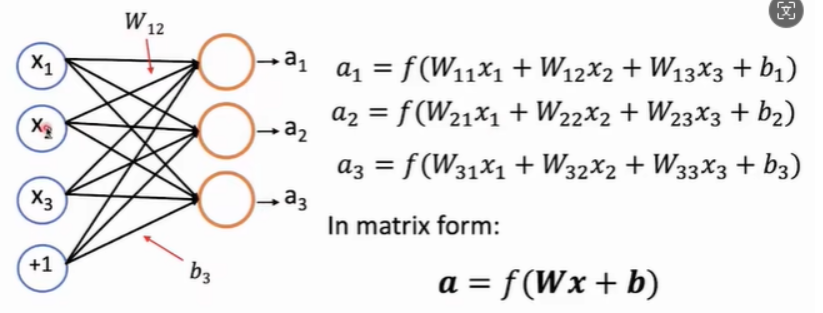 W₁₂
x₁
x₂
x₃
+1
a₁
a₂
a₃
b₃
a₁ = f(W₁₁x₁ + W₁₂x₂ + W₁₃x₃ + b₁)
a₂ = f(W₂₁x₁ + W₂₂x₂ + W₂₃x₃ + b₂)
a₃ = f(W₃₁x₁ + W₃₂x₂ + W₃₃x₃ + b₃)
In matrix form:
a = f(Wx + b)